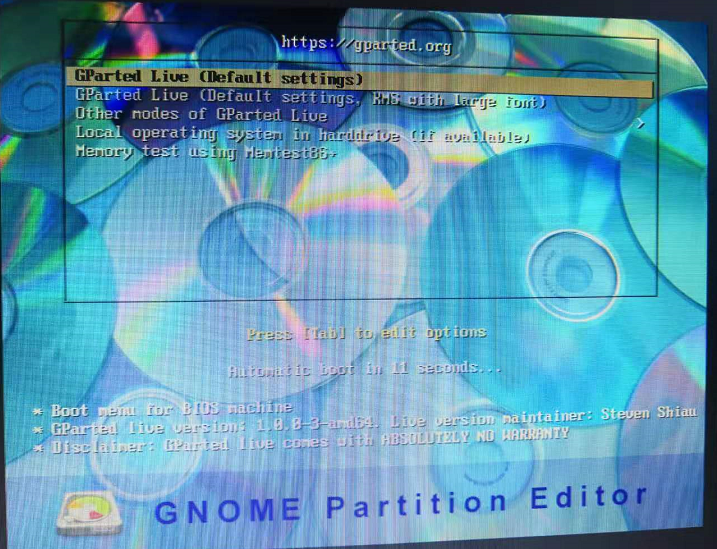 https://gparted.org
GParted Live (Default settings)
GParted Live (Default settings, KMS with large font)
Other modes of GParted Live
Local operating system in harddrive (if available)
Memory test using Memtest86+
Press [Tab] to edit options
Automatic boot in 11 seconds...
* Boot menu for BIOS machine
* GParted live version: 1.0.0-3-amd64. Live version maintainer: Steven Shiau
* Disclaimer: GParted live comes with ABSOLUTELY NO WARRANTY
GNOME Partition Editor